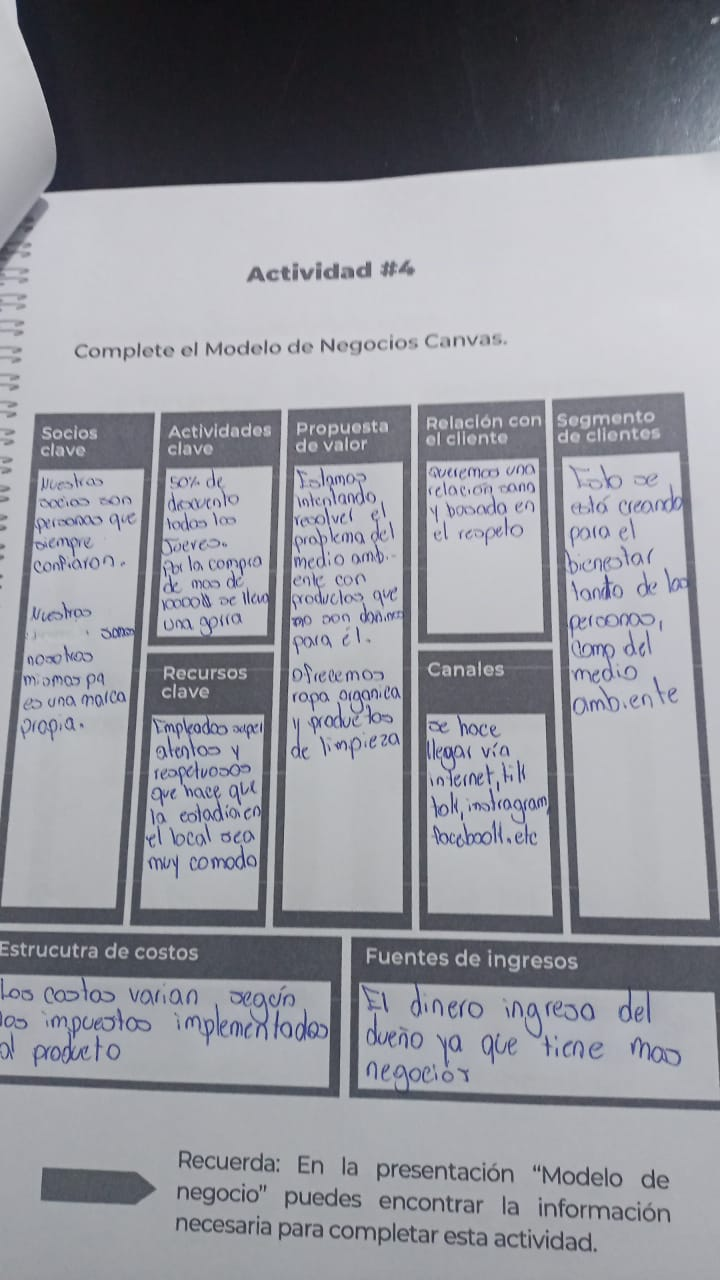 Actividad #4
Complete el Modelo de Negocios Canvas.
Socios
clave
Nuestros
socios son
personas que
siempre
confiaron.
Nuestros
somos
nosotros
mismos pq
es una marca
propia.
Actividades
clave
50% de
descuento
todos los
Jueves.
Por la compra
de mas de
10000$ se lleva
una gorra
Recursos
clave
Empleados super
atentos y
respetuosos
que hace que
la estadia en
el local sea
muy comoda
Propuesta
de valor
Estamos
intentando
resolver el
problema del
medio ambi-
ente con
productos que
no son dañinos
para él.
Ofrecemos
ropa organica
y productos
de limpieza
Relación con
el cliente
queremos una
relación sana
y basada en
el respeto
Canales
se hace
llegar vía
internet, tik
tok, instragram,
facebook, etc
Segmento
de clientes
Esto se
está creando
para el
bienestar
tanto de las
personas,
como del
medio
ambiente
Estrucutra de costos
Los costos varian según
los impuestos implementados
al producto
Fuentes de ingresos
El dinero ingresa del
dueño ya que tiene mas
negocios
Recuerda: En la presentación “Modelo de
negocio” puedes encontrar la información
necesaria para completar esta actividad.